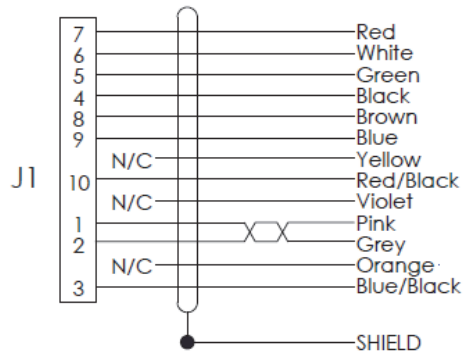 7 Red
6 White
5 Green
4 Black
8 Brown
9 Blue
N/C Yellow
J1 10 Red/Black
N/C Violet
1 Pink
2 Grey
N/C Orange
3 Blue/Black
SHIELD